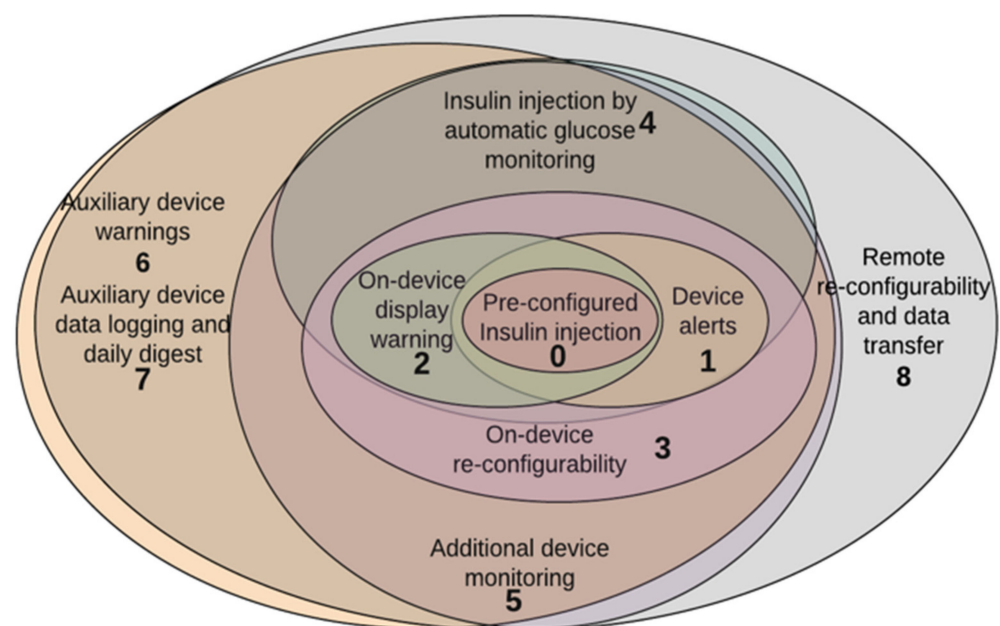 Insulin injection by
automatic glucose 4
monitoring
Auxiliary device
warnings
6
Auxiliary device
data logging and
daily digest
7
On-device
display
warning
2
Pre-configured
Insulin injection
0
Device
alerts
1
Remote
re-configurability
and data
transfer
8
On-device
re-configurability
3
Additional device
monitoring
5